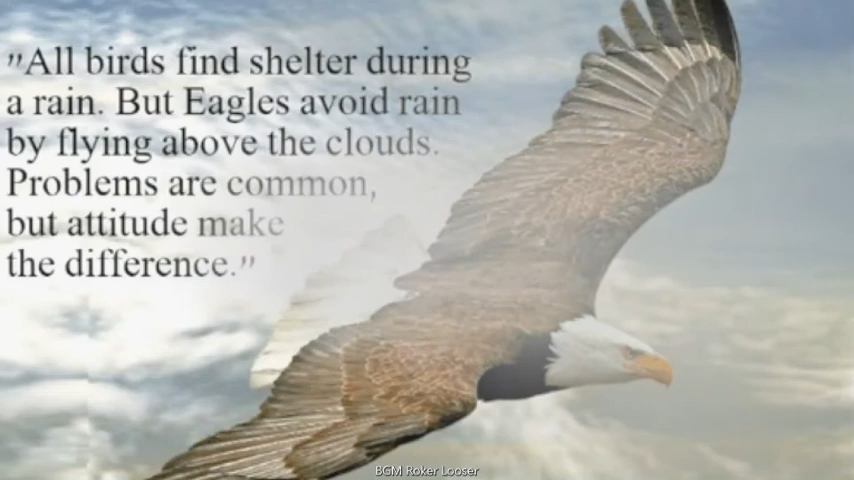 "All birds find shelter during
a rain. But Eagles avoid rain
by flying above the clouds.
Problems are common,
but attitude make
the difference."
BGM Roker Looser